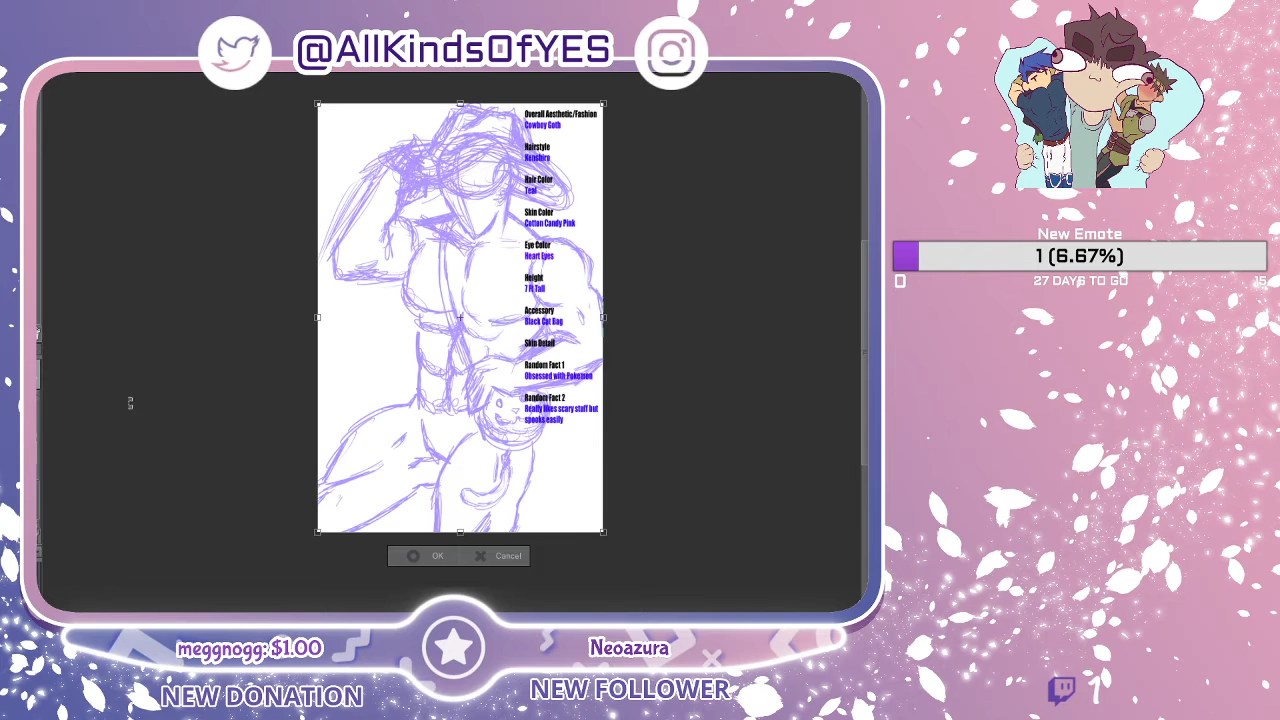 @AllKindsOfYES
Overall Aesthetic/Fashion
Cowboy Goth
Hairstyle
Kenshiro
Hair Color
Teal
Skin Color
Cotton Candy Pink
Eye Color
Heart Eyes
Height
7 Ft Tall
Accessory
Black Cat Bag
Skin Detail
Random Fact 1
Obsessed with Pokemon
Random Fact 2
Really likes scary stuff but
spooks easily
OK
Cancel
New Emote
1 (6.67%)
0
27 DAYS TO GO
15
meggnogg: $1.00
NEW DONATION
Neoazura
NEW FOLLOWER
1